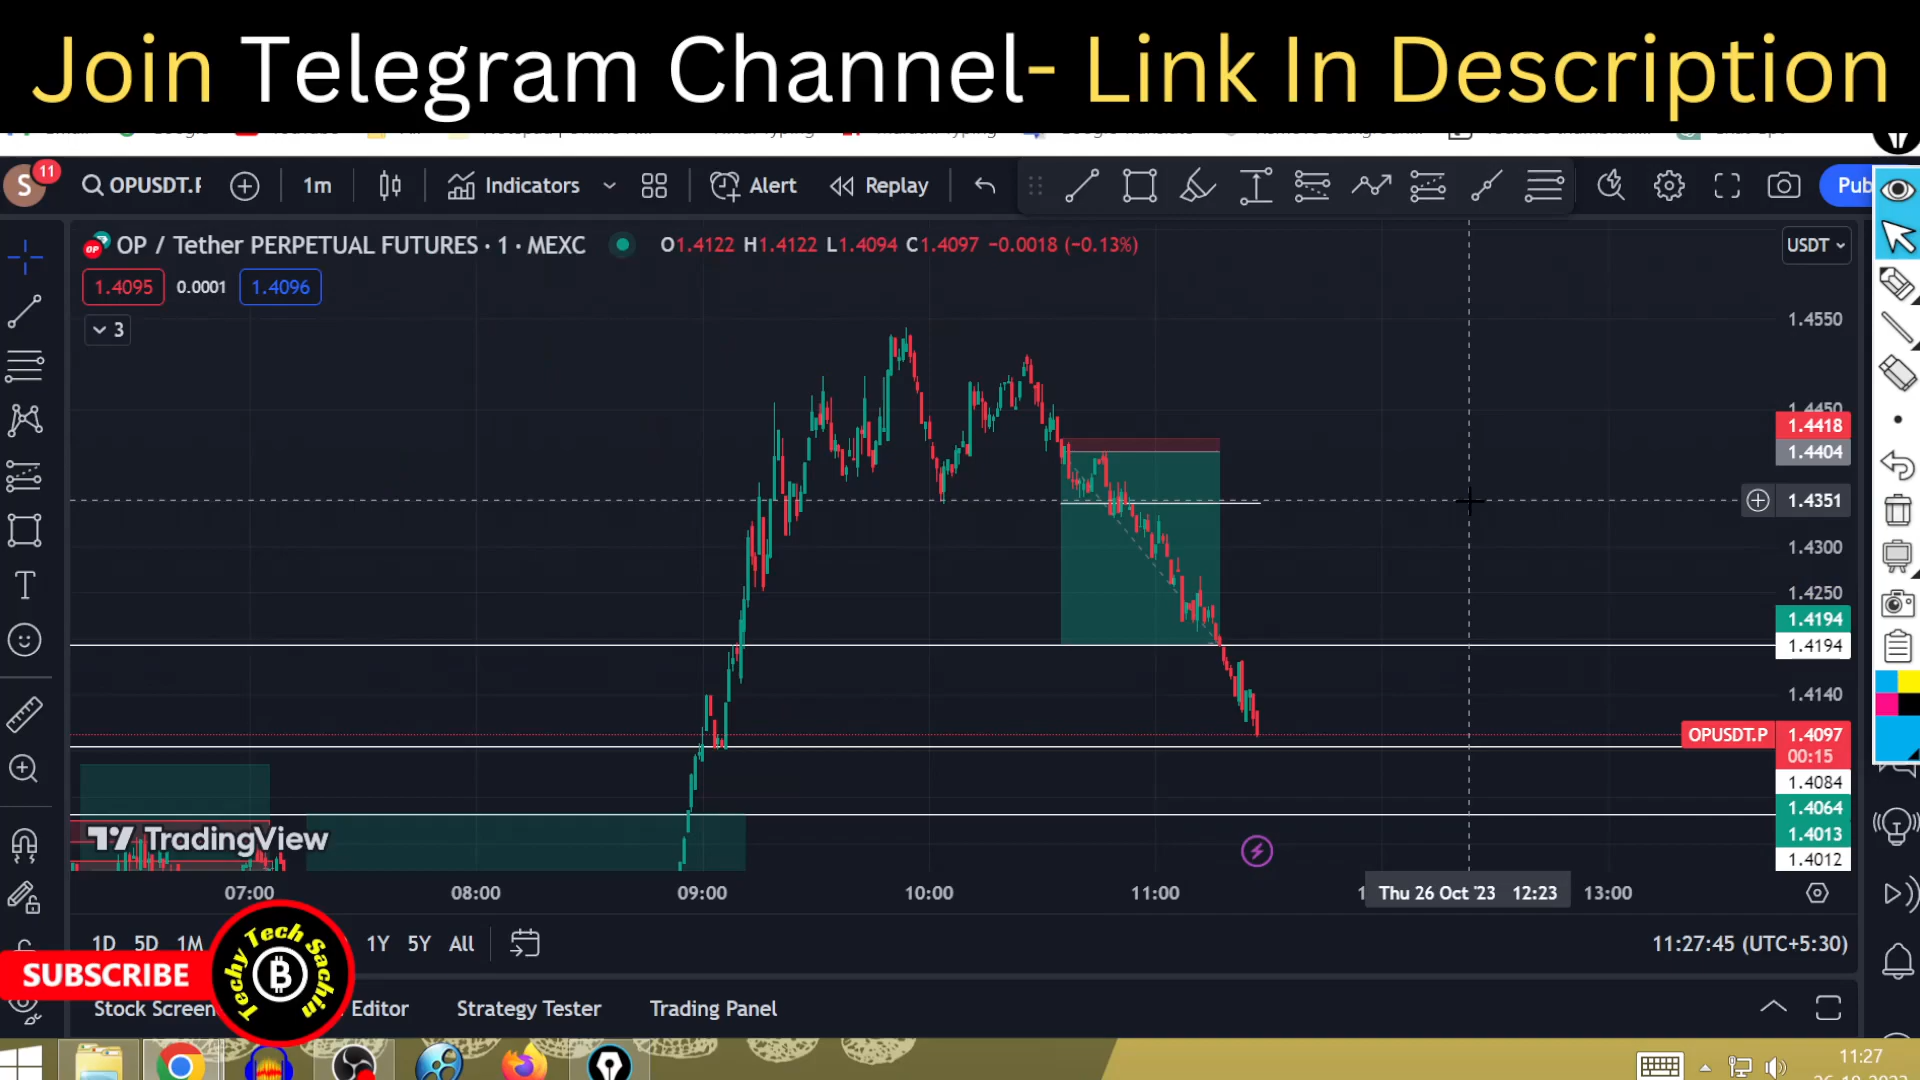 Join Telegram Channel- Link In Description
S 11 OPUSDT.P 1m Indicators Alert Replay Pub
OP / Tether PERPETUAL FUTURES · 1 · MEXC O1.4122 H1.4122 L1.4094 C1.4097 −0.0018 (−0.13%) USDT
1.4095 0.0001 1.4096
3
1.4550
1.4450
1.4418
1.4404
1.4351
1.4300
1.4250
1.4194
1.4194
1.4140
OPUSDT.P 1.4097
00:15
1.4084
1.4064
1.4013
1.4012
TradingView
07:00 08:00 09:00 10:00 11:00 Thu 26 Oct '23 12:23 13:00
1D 5D 1M 1Y 5Y All 11:27:45 (UTC+5:30)
SUBSCRIBE
Techy Tech Sachin
Stock Screen Editor Strategy Tester Trading Panel
11:27